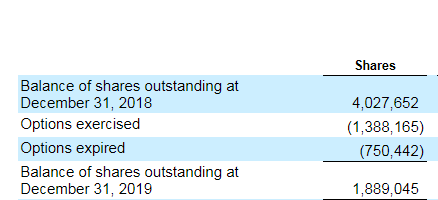 Shares
Balance of shares outstanding at
December 31, 2018 4,027,652
Options exercised (1,388,165)
Options expired (750,442)
Balance of shares outstanding at
December 31, 2019 1,889,045